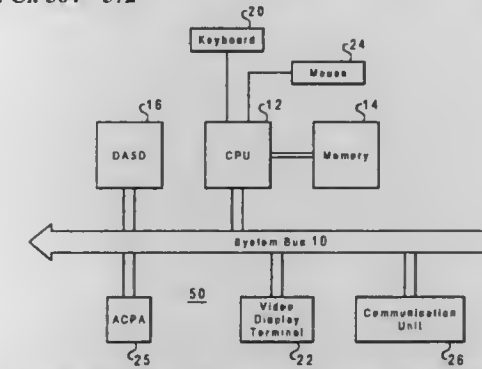 20
Keyboard
24
Mouse
16
12
14
DASD
CPU
Memory
System Bus 10
50
ACPA
Video
Display
Terminal
Communication
Unit
25
22
26